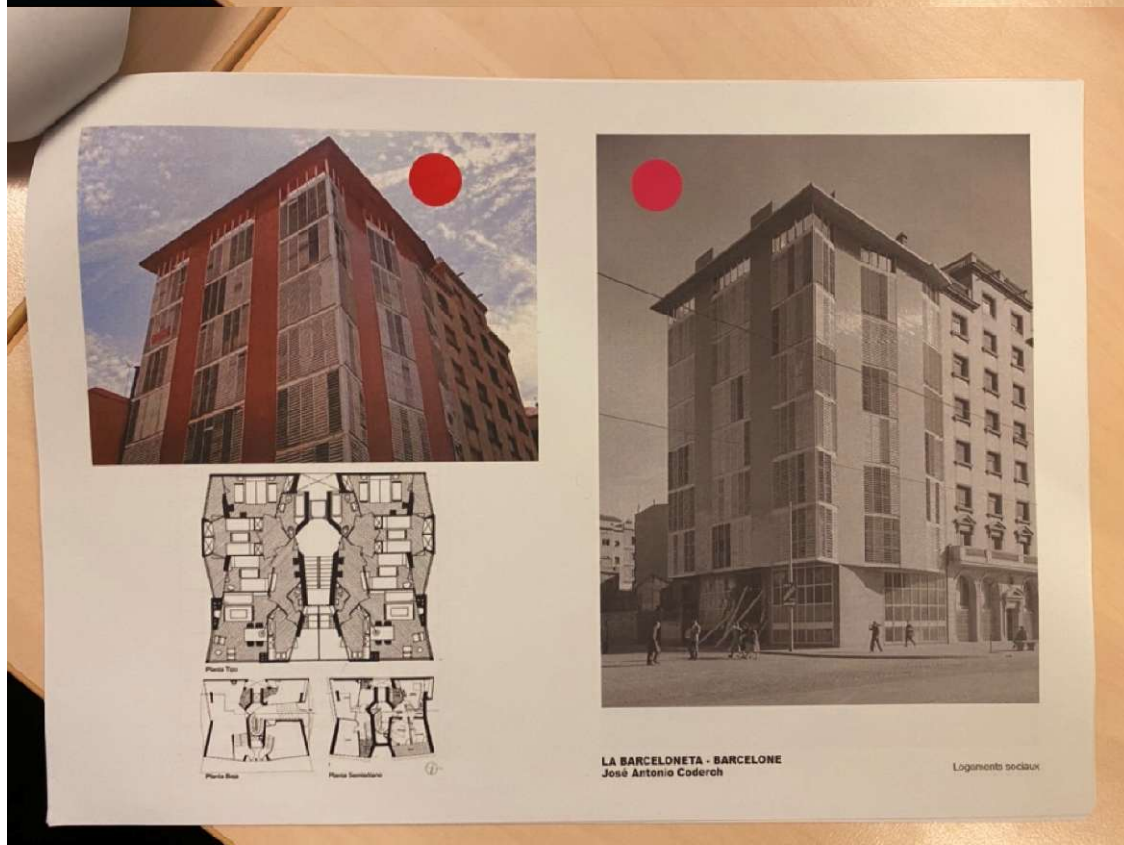 Planta Tipo
Planta Baja
Planta Semisótano
LA BARCELONETA - BARCELONE
José Antonio Coderch
Logements sociaux